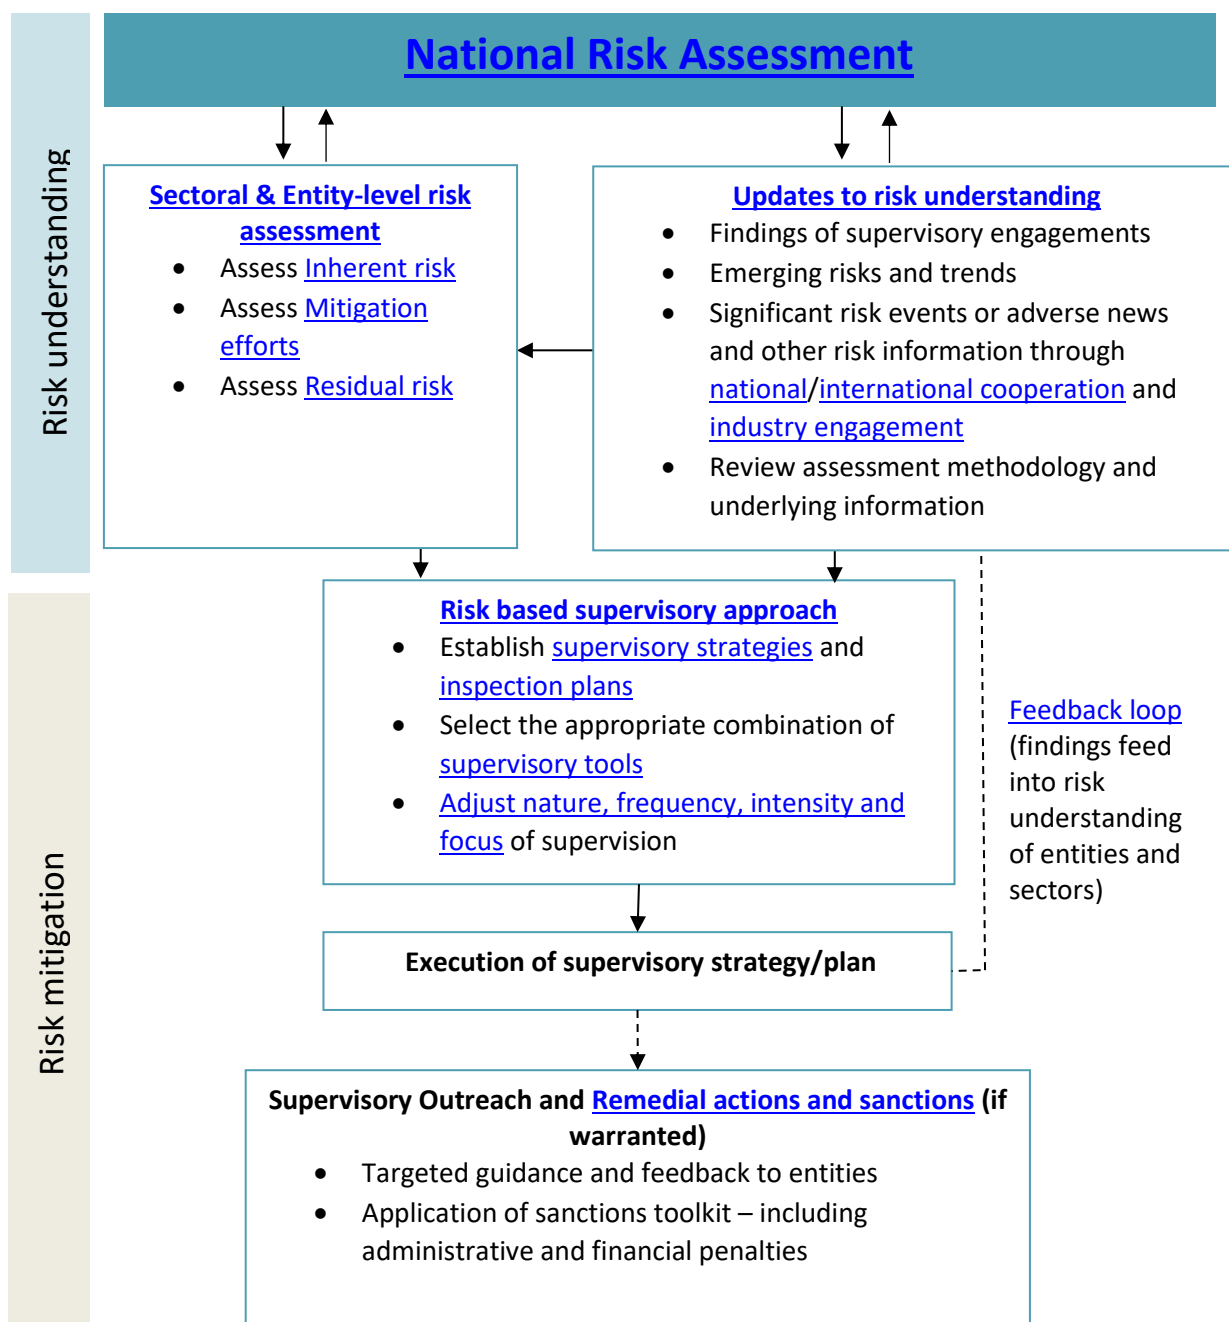 National Risk Assessment
Risk understanding
Sectoral & Entity-level risk
assessment
• Assess Inherent risk
• Assess Mitigation
efforts
• Assess Residual risk
Updates to risk understanding
• Findings of supervisory engagements
• Emerging risks and trends
• Significant risk events or adverse news
and other risk information through
national/international cooperation and
industry engagement
• Review assessment methodology and
underlying information
Risk mitigation
Risk based supervisory approach
• Establish supervisory strategies and
inspection plans
• Select the appropriate combination of
supervisory tools
• Adjust nature, frequency, intensity and
focus of supervision
Feedback loop
(findings feed
into risk
understanding
of entities and
sectors)
Execution of supervisory strategy/plan
Supervisory Outreach and Remedial actions and sanctions (if
warranted)
• Targeted guidance and feedback to entities
• Application of sanctions toolkit – including
administrative and financial penalties